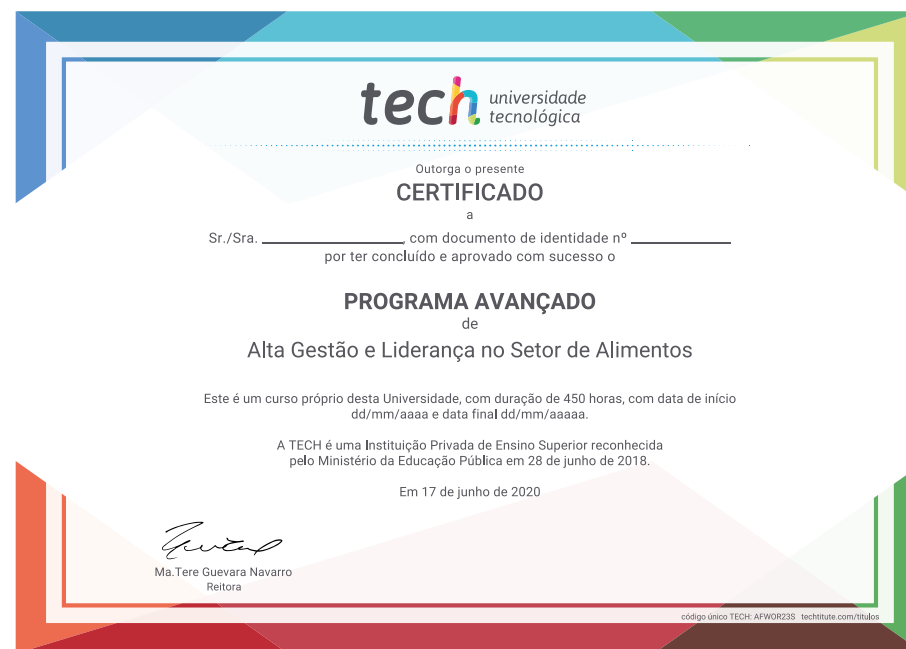 tech universidade
tecnológica
Outorga o presente
CERTIFICADO
a
Sr./Sra. ____________, com documento de identidade nº ____________
por ter concluído e aprovado com sucesso o
PROGRAMA AVANÇADO
de
Alta Gestão e Liderança no Setor de Alimentos
Este é um curso próprio desta Universidade, com duração de 450 horas, com data de início
dd/mm/aaaa e data final dd/mm/aaaaa.
A TECH é uma Instituição Privada de Ensino Superior reconhecida
pelo Ministério da Educação Pública em 28 de junho de 2018.
Em 17 de junho de 2020
Ma.Tere Guevara Navarro
Reitora
código único TECH: AFWOR23S techtitute.com/titulos